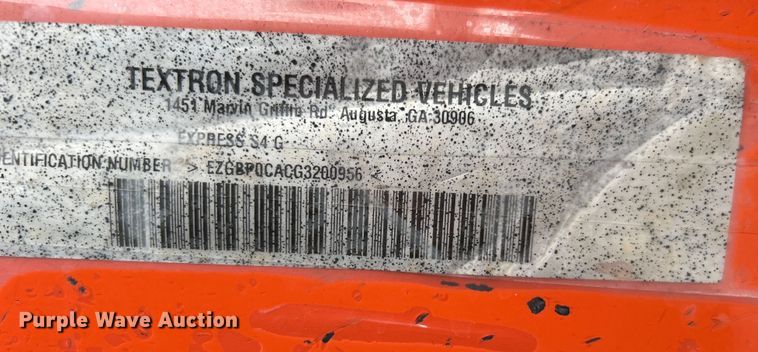 TEXTRON SPECIALIZED VEHICLES
1451 Marvin Griffin Rd. Augusta, GA 30906
EXPRESS S4 G
ENTIFICATION NUMBER > EZGBP0CACG3200956 <
Purple Wave Auction